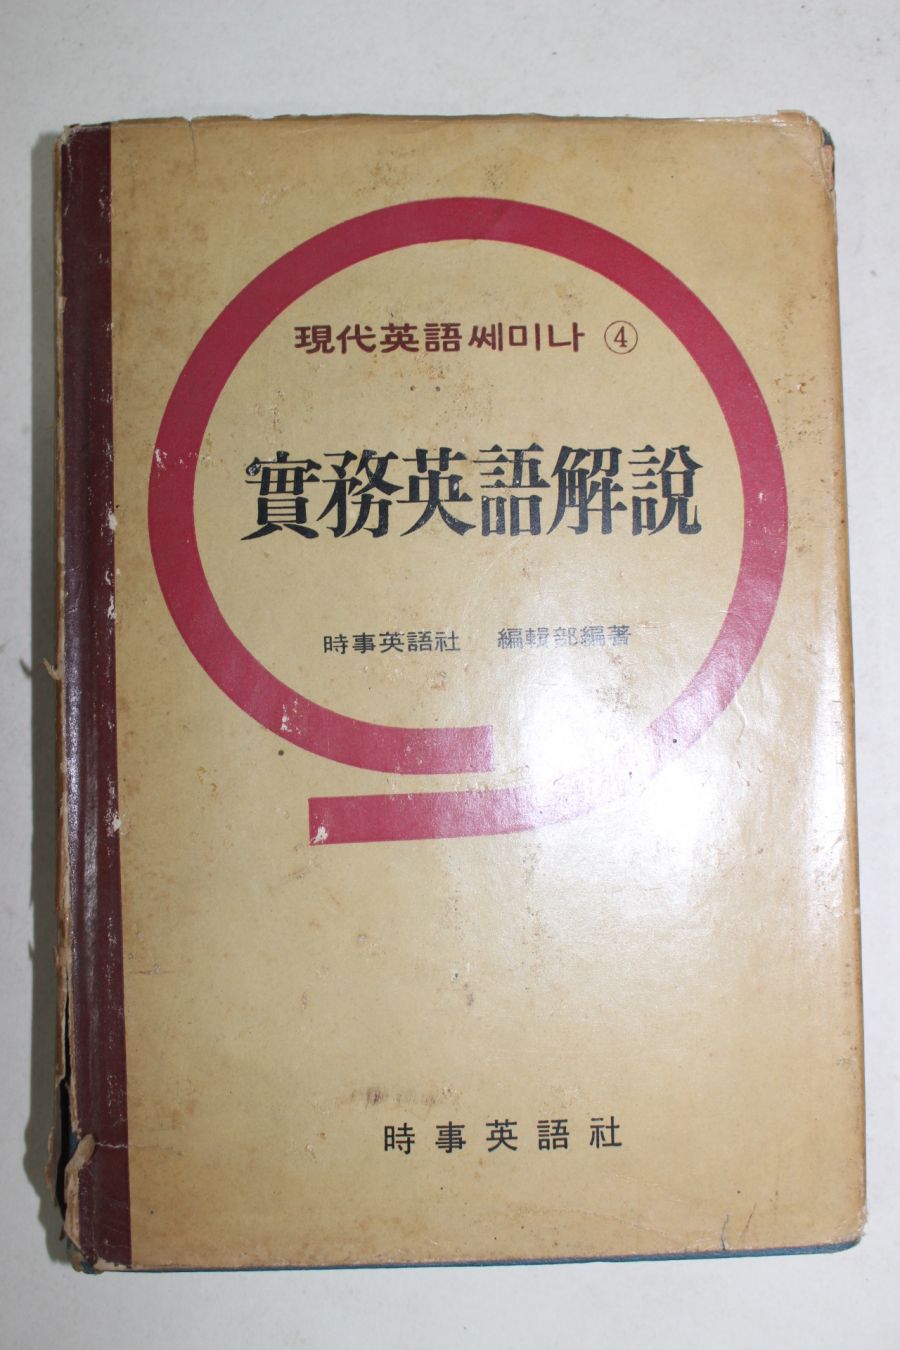 現代英語쎄미나 ④
實務英語解說
時事英語社 編輯部編著
時事英語社